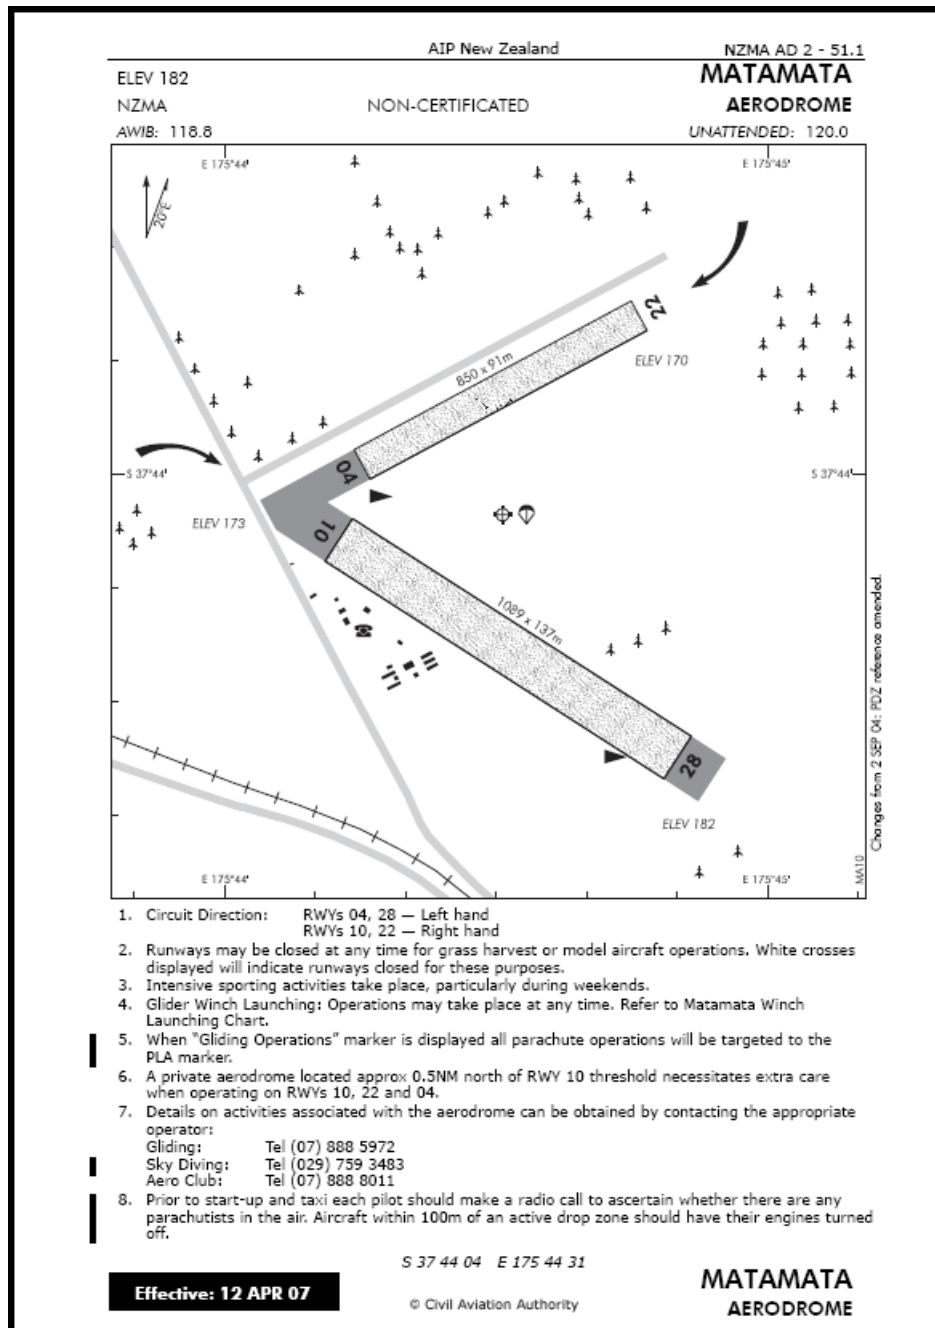 AIP New Zealand
NZMA AD 2 - 51.1
ELEV 182
MATAMATA
NZMA
NON-CERTIFICATED
AERODROME
AWIB: 118.8
UNATTENDED: 120.0
E 175°44'
E 175°45'
20°E
22
850 x 91m
ELEV 170
04
S 37°44'
S 37°44'
ELEV 173
10
1089 x 137m
28
ELEV 182
E 175°44'
E 175°45'
MA10
Changes from 2 SEP 04: PDZ reference amended.
1. Circuit Direction: RWYs 04, 28 — Left hand
RWYs 10, 22 — Right hand
2. Runways may be closed at any time for grass harvest or model aircraft operations. White crosses
displayed will indicate runways closed for these purposes.
3. Intensive sporting activities take place, particularly during weekends.
4. Glider Winch Launching: Operations may take place at any time. Refer to Matamata Winch
Launching Chart.
5. When "Gliding Operations" marker is displayed all parachute operations will be targeted to the
PLA marker.
6. A private aerodrome located approx 0.5NM north of RWY 10 threshold necessitates extra care
when operating on RWYs 10, 22 and 04.
7. Details on activities associated with the aerodrome can be obtained by contacting the appropriate
operator:
Gliding: Tel (07) 888 5972
Sky Diving: Tel (029) 759 3483
Aero Club: Tel (07) 888 8011
8. Prior to start-up and taxi each pilot should make a radio call to ascertain whether there are any
parachutists in the air. Aircraft within 100m of an active drop zone should have their engines turned
off.
S 37 44 04 E 175 44 31
Effective: 12 APR 07
© Civil Aviation Authority
MATAMATA
AERODROME